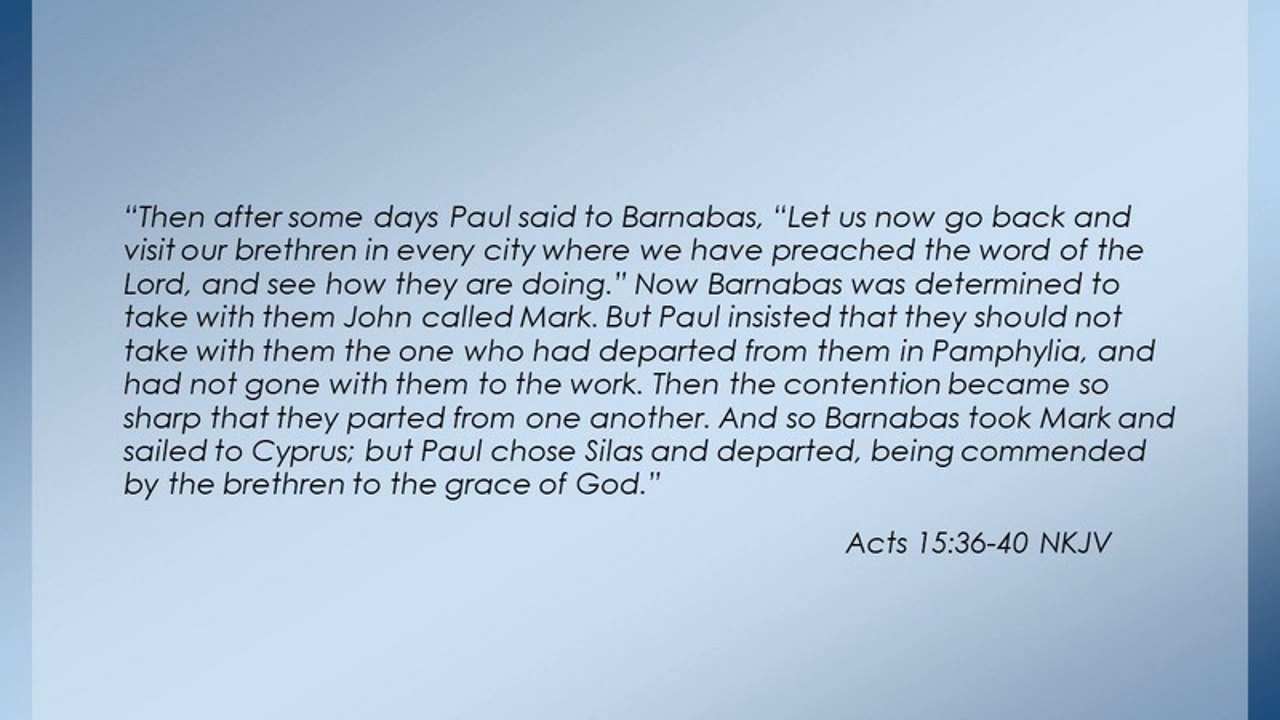 “Then after some days Paul said to Barnabas, “Let us now go back and
visit our brethren in every city where we have preached the word of the
Lord, and see how they are doing.” Now Barnabas was determined to
take with them John called Mark. But Paul insisted that they should not
take with them the one who had departed from them in Pamphylia, and
had not gone with them to the work. Then the contention became so
sharp that they parted from one another. And so Barnabas took Mark and
sailed to Cyprus; but Paul chose Silas and departed, being commended
by the brethren to the grace of God.”
Acts 15:36-40 NKJV